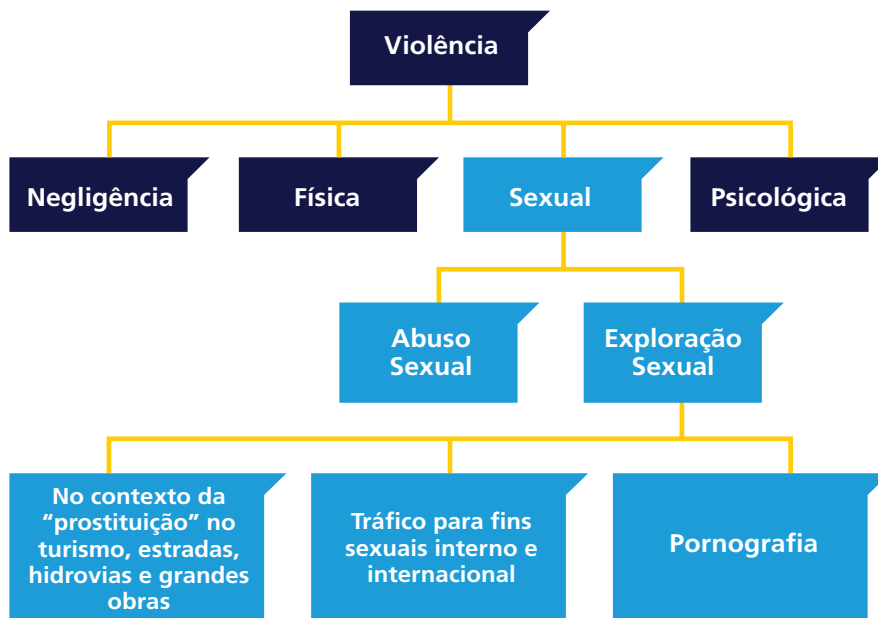 Violência
Negligência
Física
Sexual
Psicológica
Abuso
Sexual
Exploração
Sexual
No contexto da
“prostituição” no
turismo, estradas,
hidrovias e grandes
obras
Tráfico para fins
sexuais interno e
internacional
Pornografia